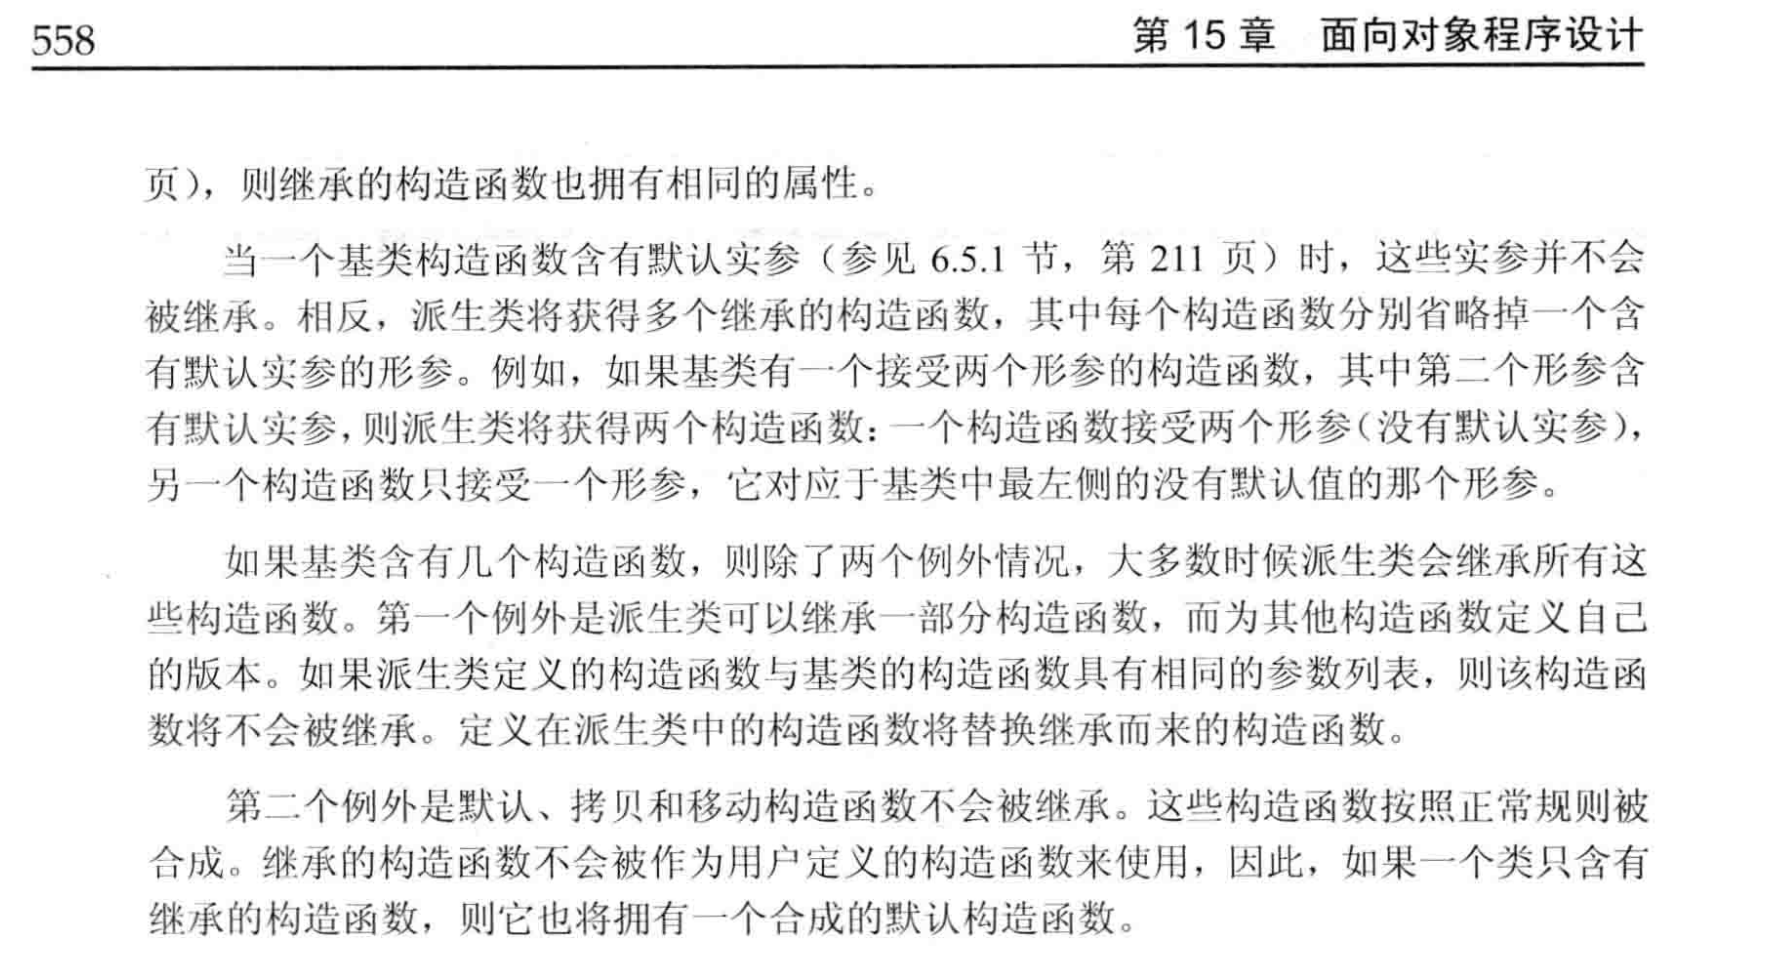 558
第 15 章 面向对象程序设计
页），则继承的构造函数也拥有相同的属性。
当一个基类构造函数含有默认实参（参见 6.5.1 节，第 211 页）时，这些实参并不会
被继承。相反，派生类将获得多个继承的构造函数，其中每个构造函数分别省略掉一个含
有默认实参的形参。例如，如果基类有一个接受两个形参的构造函数，其中第二个形参含
有默认实参，则派生类将获得两个构造函数：一个构造函数接受两个形参（没有默认实参），
另一个构造函数只接受一个形参，它对应于基类中最左侧的没有默认值的那个形参。
如果基类含有几个构造函数，则除了两个例外情况，大多数时候派生类会继承所有这
些构造函数。第一个例外是派生类可以继承一部分构造函数，而为其他构造函数定义自己
的版本。如果派生类定义的构造函数与基类的构造函数具有相同的参数列表，则该构造函
数将不会被继承。定义在派生类中的构造函数将替换继承而来的构造函数。
第二个例外是默认、拷贝和移动构造函数不会被继承。这些构造函数按照正常规则被
合成。继承的构造函数不会被作为用户定义的构造函数来使用，因此，如果一个类只含有
继承的构造函数，则它也将拥有一个合成的默认构造函数。